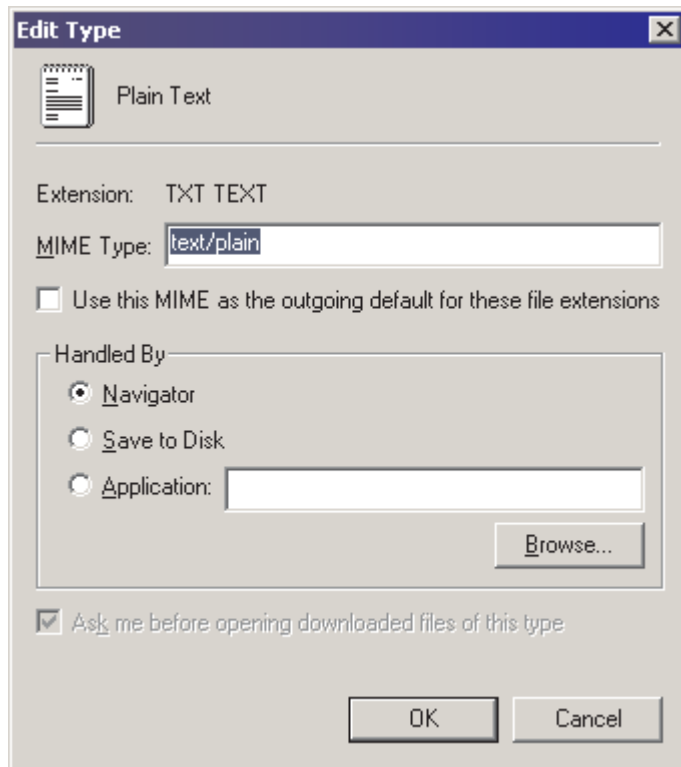 Edit Type
Plain Text
Extension: TXT TEXT
MIME Type: text/plain
Use this MIME as the outgoing default for these file extensions
Handled By
Navigator
Save to Disk
Application:
Browse...
Ask me before opening downloaded files of this type
OK Cancel